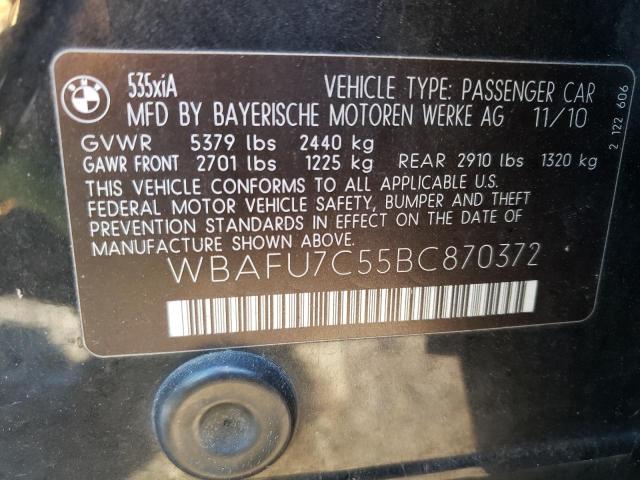 535xiA VEHICLE TYPE: PASSENGER CAR
MFD BY BAYERISCHE MOTOREN WERKE AG 11/10
GVWR 5379 lbs 2440 kg
GAWR FRONT 2701 lbs 1225 kg REAR 2910 lbs 1320 kg
THIS VEHICLE CONFORMS TO ALL APPLICABLE U.S.
FEDERAL MOTOR VEHICLE SAFETY, BUMPER AND THEFT
PREVENTION STANDARDS IN EFFECT ON THE DATE OF
MANUFACTURE SHOWN ABOVE.
WBAFU7C55BC870372
2 122 606